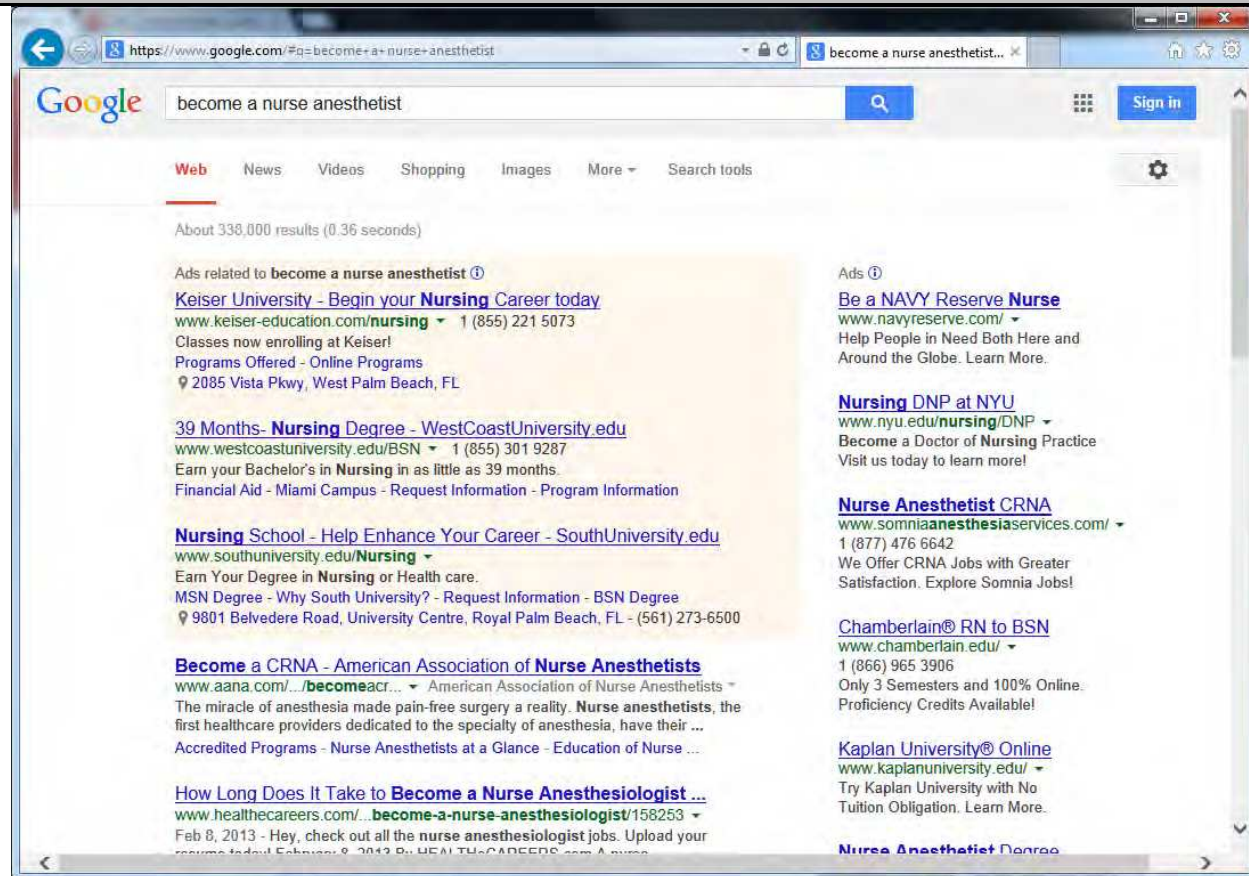 https://www.google.com/#q=become+a+nurse+anesthetist
become a nurse anesthetist...
Google
become a nurse anesthetist
Sign in
Web News Videos Shopping Images More Search tools
About 338,000 results (0.36 seconds)
Ads related to become a nurse anesthetist
Keiser University - Begin your Nursing Career today
www.keiser-education.com/nursing 1 (855) 221 5073
Classes now enrolling at Keiser!
Programs Offered - Online Programs
2085 Vista Pkwy, West Palm Beach, FL
39 Months- Nursing Degree - WestCoastUniversity.edu
www.westcoastuniversity.edu/BSN 1 (855) 301 9287
Earn your Bachelor's in Nursing in as little as 39 months.
Financial Aid - Miami Campus - Request Information - Program Information
Nursing School - Help Enhance Your Career - SouthUniversity.edu
www.southuniversity.edu/Nursing
Earn Your Degree in Nursing or Health care.
MSN Degree - Why South University? - Request Information - BSN Degree
9801 Belvedere Road, University Centre, Royal Palm Beach, FL - (561) 273-6500
Become a CRNA - American Association of Nurse Anesthetists
www.aana.com/.../becomeacr... American Association of Nurse Anesthetists
The miracle of anesthesia made pain-free surgery a reality. Nurse anesthetists, the
first healthcare providers dedicated to the specialty of anesthesia, have their ...
Accredited Programs - Nurse Anesthetists at a Glance - Education of Nurse ...
How Long Does It Take to Become a Nurse Anesthesiologist ...
www.healthecareers.com/...become-a-nurse-anesthesiologist/158253
Feb 8, 2013 - Hey, check out all the nurse anesthesiologist jobs. Upload your
resume today! February 8, 2013 By HEALTHeCAREERS.com A nurse
Ads
Be a NAVY Reserve Nurse
www.navyreserve.com/
Help People in Need Both Here and
Around the Globe. Learn More.
Nursing DNP at NYU
www.nyu.edu/nursing/DNP
Become a Doctor of Nursing Practice
Visit us today to learn more!
Nurse Anesthetist CRNA
www.somniaanesthesiaservices.com/
1 (877) 476 6642
We Offer CRNA Jobs with Greater
Satisfaction. Explore Somnia Jobs!
Chamberlain® RN to BSN
www.chamberlain.edu/
1 (866) 965 3906
Only 3 Semesters and 100% Online.
Proficiency Credits Available!
Kaplan University® Online
www.kaplanuniversity.edu/
Try Kaplan University with No
Tuition Obligation. Learn More.
Nurse Anesthetist Degree